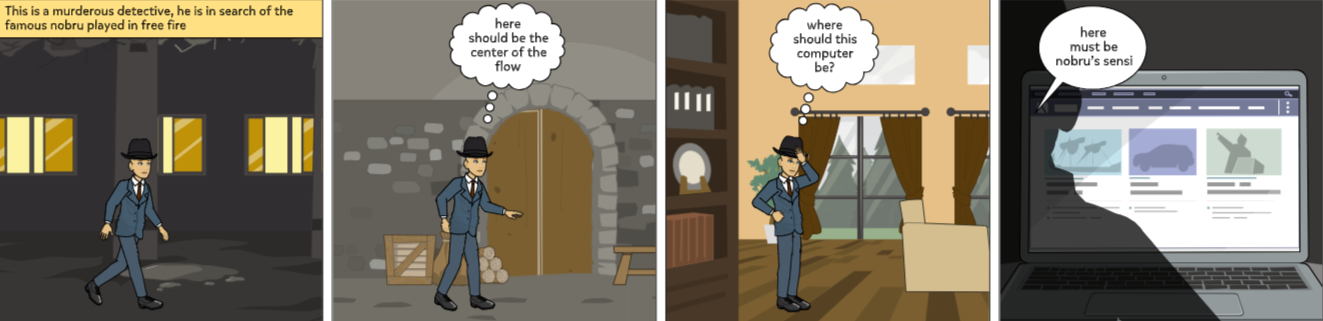 This is a murderous detective, he is in search of the
famous nobru played in free fire
here
should be the
center of the
flow
where
should this
computer
be?
here
must be
nobru's sensi